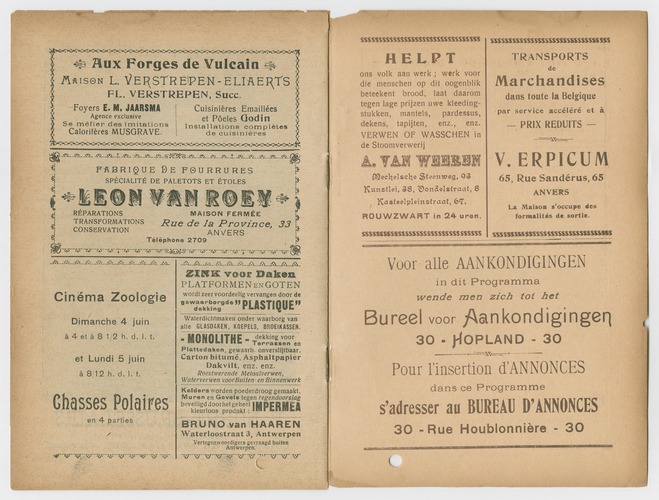 Aux Forges de Vulcain
MAISON L. VERSTREPEN-ELIAERTS
FL. VERSTREPEN, Succ.
Foyers E. M. JAARSMA
Agence exclusive
Se méfier des imitations
Calorifères MUSGRAVE.
Cuisinières Emaillées
et Pôeles Godin
Installations complètes
de cuisinières
FABRIQUE DE FOURRURES
SPÉCIALITÉ DE PALETOTS ET ÉTOLES
LEON VAN ROEY
RÉPARATIONS
TRANSFORMATIONS
CONSERVATION
MAISON FERMÉE
Rue de la Province, 33
ANVERS
Téléphone 2709
Cinéma Zoologie
Dimanche 4 juin
à 4 et à 8 1/2 h. d. l. t.
et Lundi 5 juin
à 8 1/2 h. d. l. t.
Chasses Polaires
en 4 parties
ZINK voor Daken
PLATFORMEN EN GOTEN
wordt zeer voordeelig vervangen door de
gewaarborgde "PLASTIQUE"
dekking
Waterdichtmaken onder waarborg van
alle GLASDAKEN, KOEPELS, BROEIKASSEN.
- MONOLITHE - dekking voor
Terrassen en
Plattedaken, gewaarb. onverslijtbaar.
Carton bitumé, Asphaltpapier
Dakvilt, enz. enz.
Roestwerende Metaalverwen,
Waterverwen voor Buiten- en Binnenwerk
Kelders worden poederdroog gemaakt.
Muren en Gevels tegen regendoorslag
beveiligd door het geheel
kleurloos produkt: IMPERMEA
BRUNO van HAAREN
Waterloostraat 3, Antwerpen
Vertegenwoordigers gevraagd buiten
Antwerpen.
HELPT
ons volk aan werk; werk voor
die menschen op dit oogenblik
beteekent brood, laat daarom
tegen lage prijzen uwe kleeding-
stukken, mantels, pardessus,
dekens, tapijten, enz., enz.
VERWEN OF WASSCHEN in
de Stoomververij
A. VAN WEEREN
Mechelsche Steenweg, 63
Kunstlei, 38, Vondelstraat, 8
Kasteelpleinstraat, 67.
ROUWZWART in 24 uren.
TRANSPORTS
de
Marchandises
dans toute la Belgique
par service accéléré et à
— PRIX REDUITS —
V. ERPICUM
65, Rue Sandérus, 65
ANVERS
La Maison s'occupe des
formalités de sortie.
Voor alle AANKONDIGINGEN
in dit Programma
wende men zich tot het
Bureel voor Aankondigingen
30 - HOPLAND - 30
Pour l'insertion d'ANNONCES
dans ce Programme
s'adresser au BUREAU D'ANNONCES
30 - Rue Houblonnière - 30